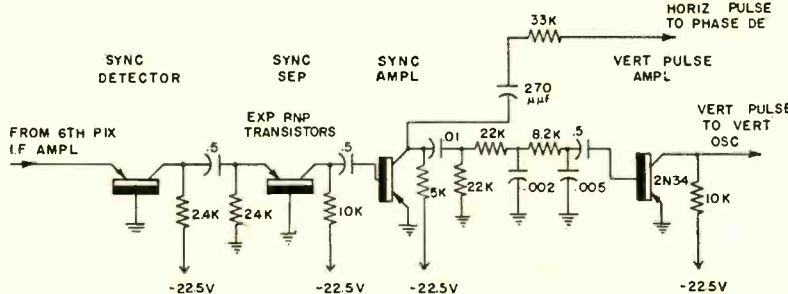 HORIZ PULSE
TO PHASE DE
33K
SYNC
DETECTOR
SYNC
SEP
SYNC
AMPL
VERT PULSE
AMPL
270
µµf
FROM 6TH PIX
I.F AMPL
EXP PNP
TRANSISTORS
VERT PULSE
TO VERT
OSC
.5
.5
.01
22K
8.2K
.5
2.4K
24K
10K
5K
22K
.002
.005
2N34
10K
-22.5V
-22.5V
-22.5V
-22.5V